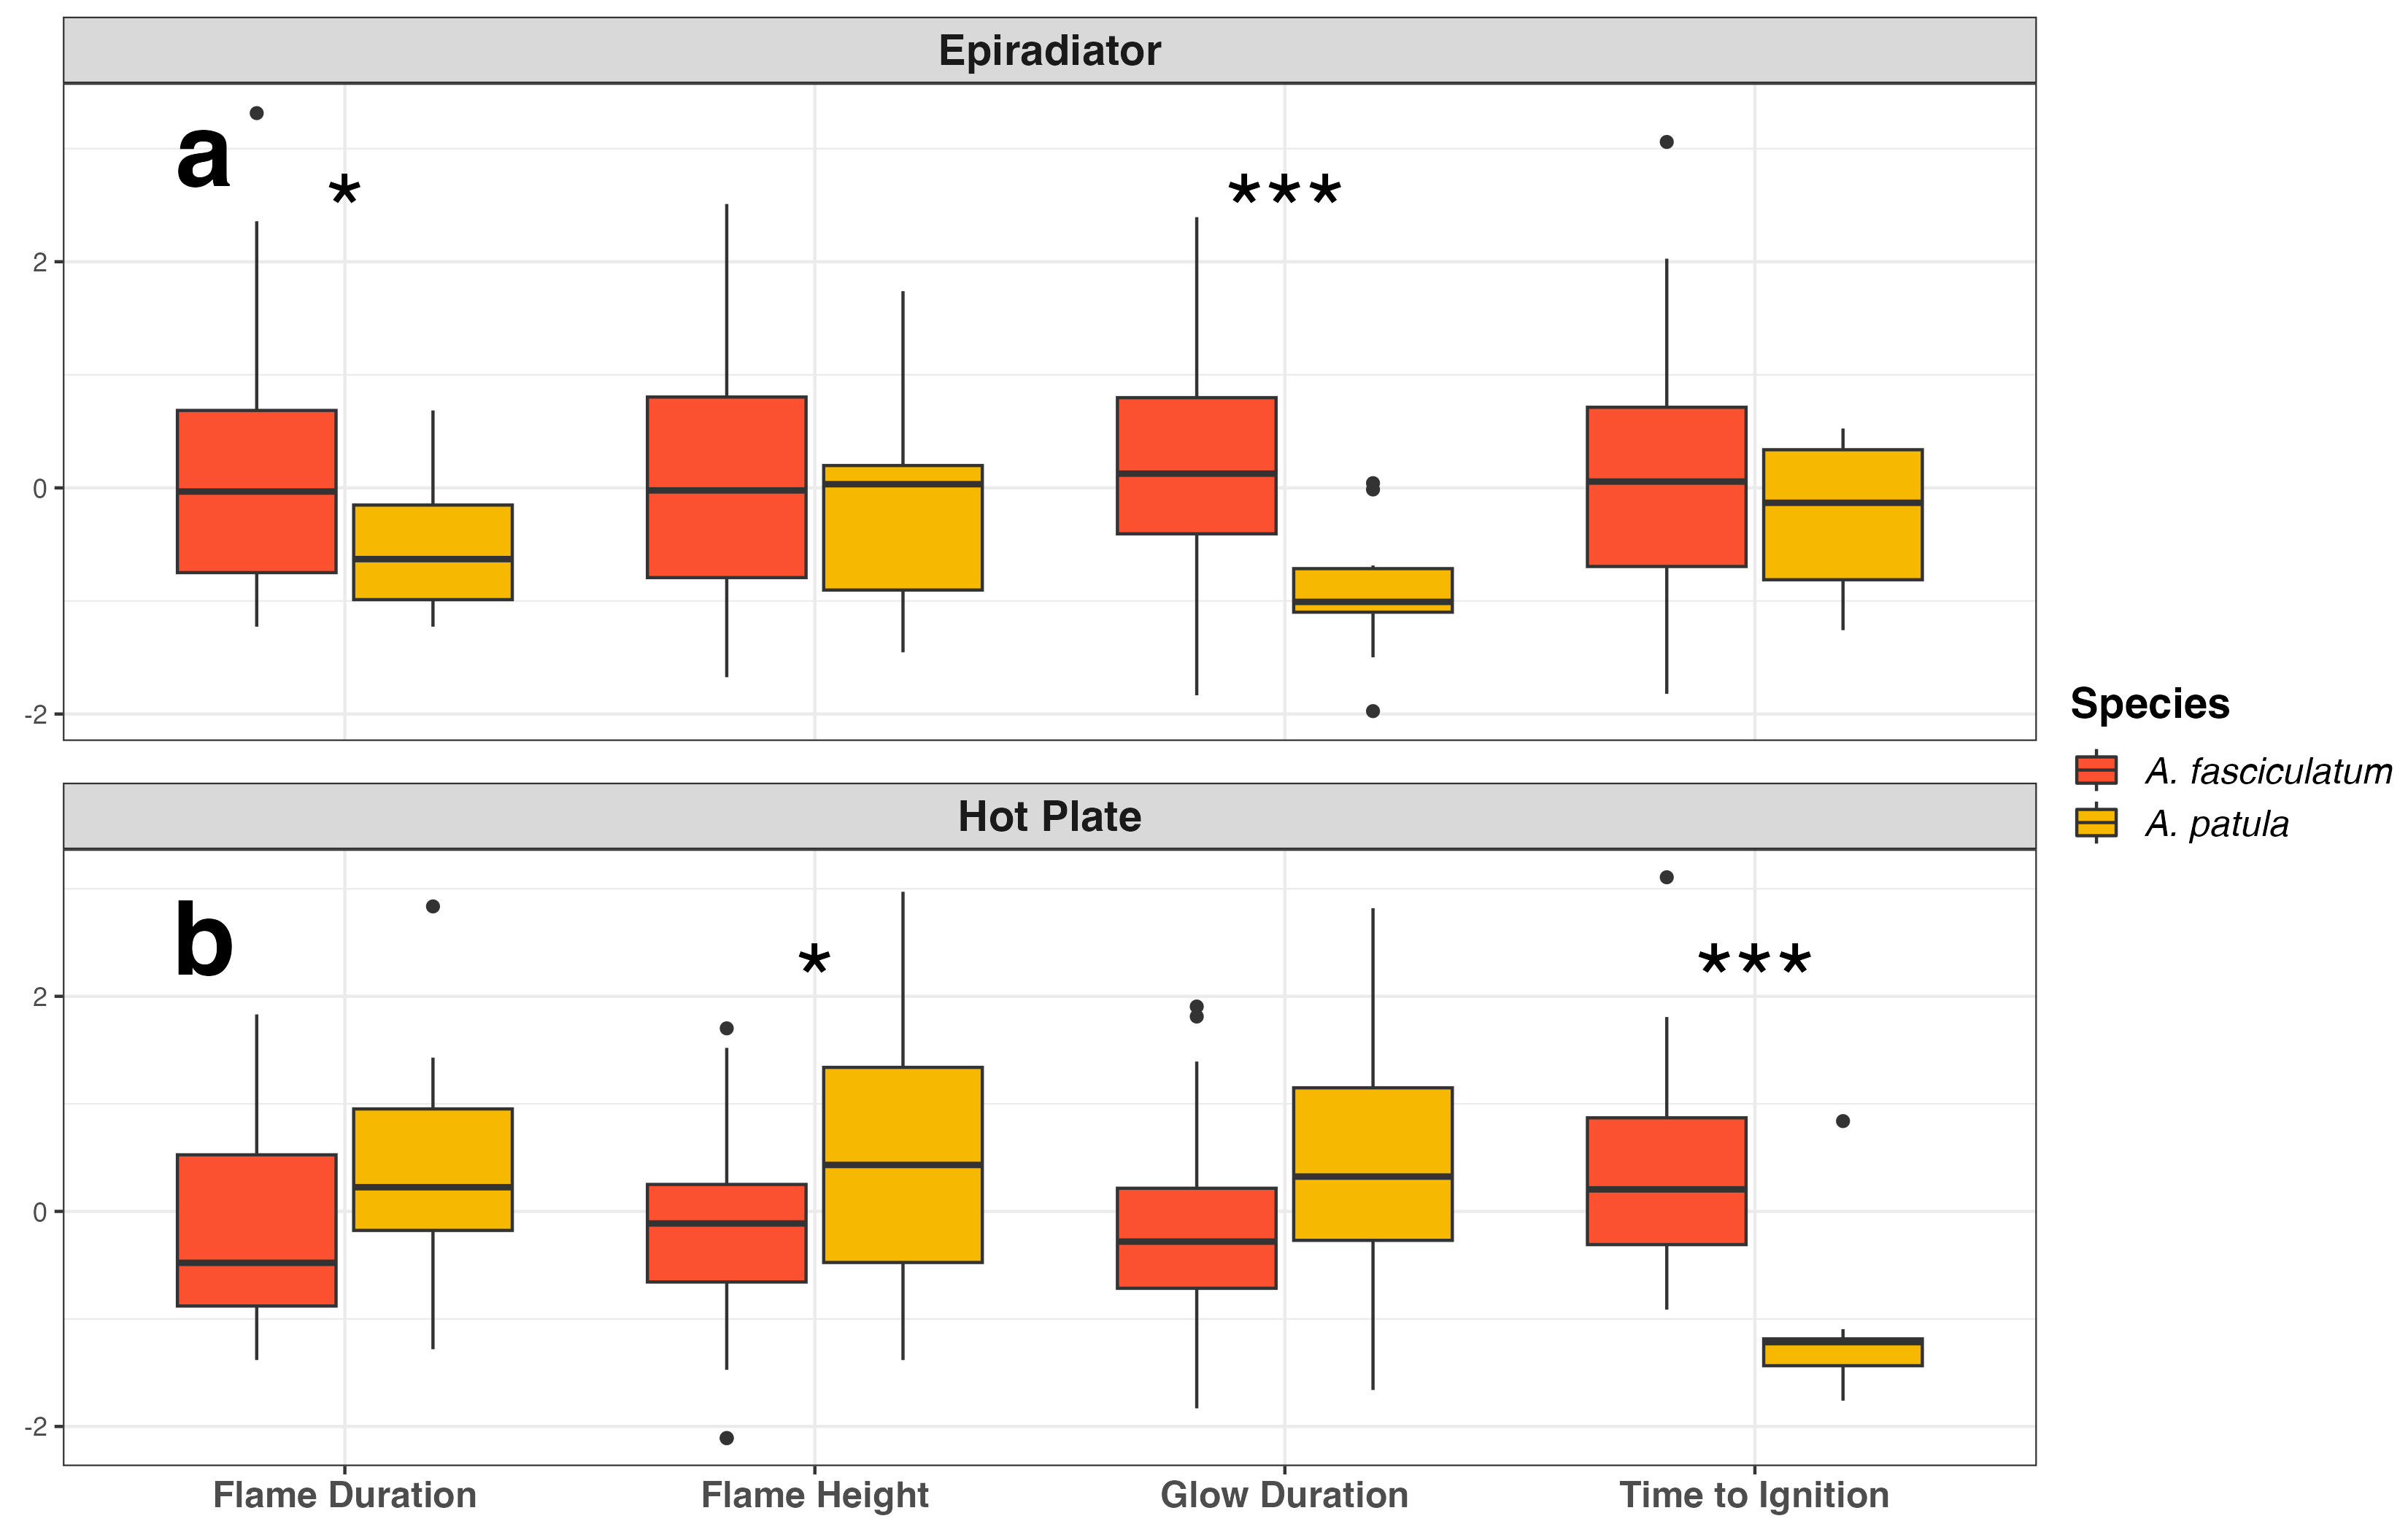 Epiradiator
a
*
***
2
0
-2
Hot Plate
b
*
***
2
0
-2
Flame Duration
Flame Height
Glow Duration
Time to Ignition
Species
A. fasciculatum
A. patula